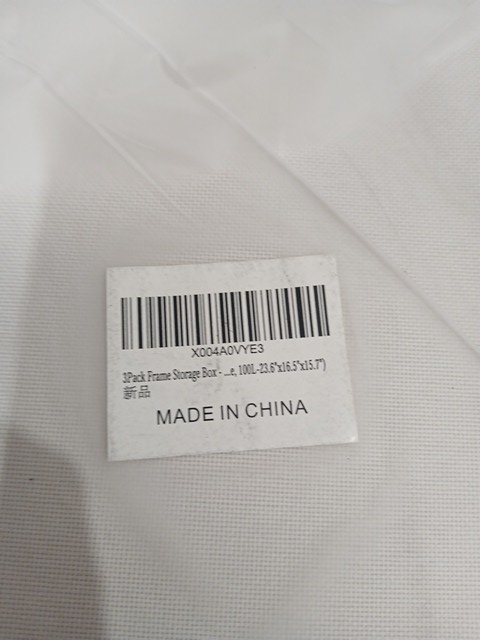 X004A0VYE3
3Pack Frame Storage Box - ...e, 100L-23.6"x16.5"x15.7")
新品
MADE IN CHINA